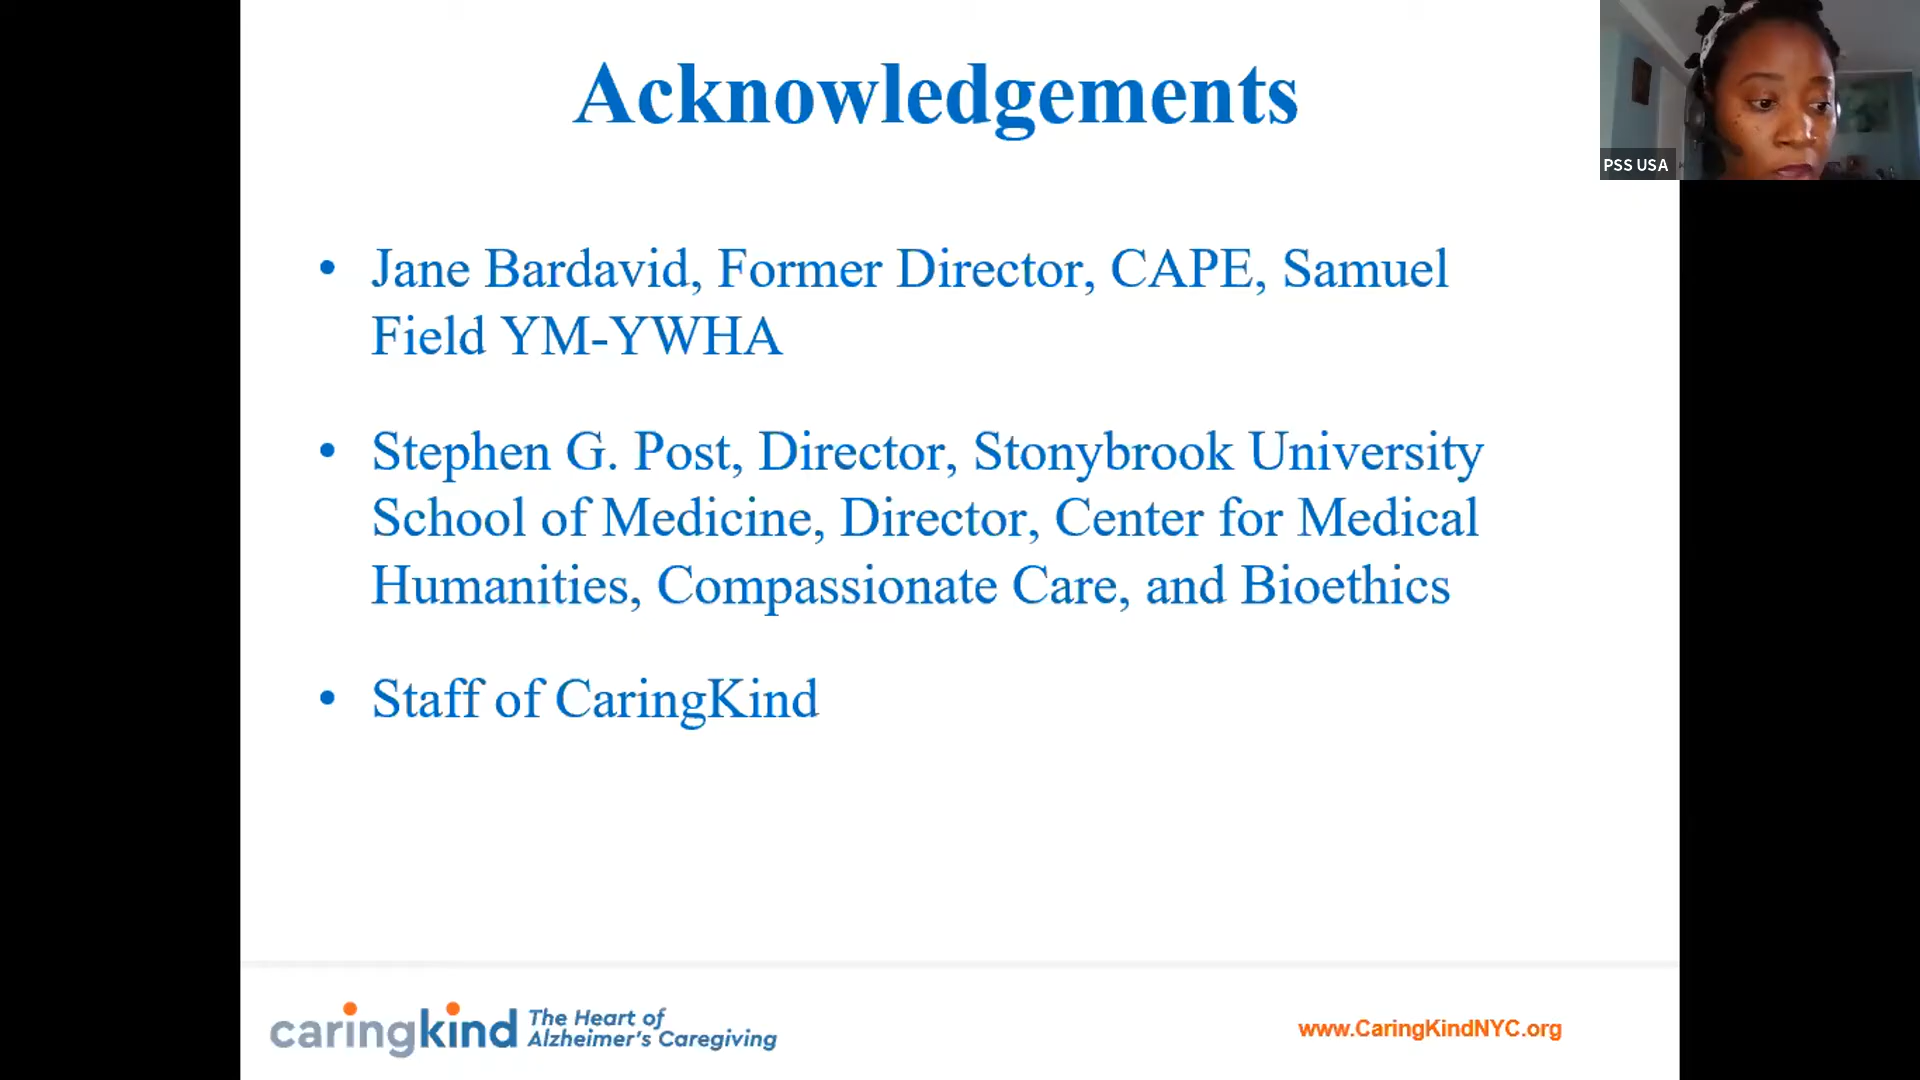 Acknowledgements
PSS USA
• Jane Bardavid, Former Director, CAPE, Samuel
Field YM-YWHA
• Stephen G. Post, Director, Stonybrook University
School of Medicine, Director, Center for Medical
Humanities, Compassionate Care, and Bioethics
• Staff of CaringKind
caringkind
The Heart of
Alzheimer's Caregiving
www.CaringKindNYC.org